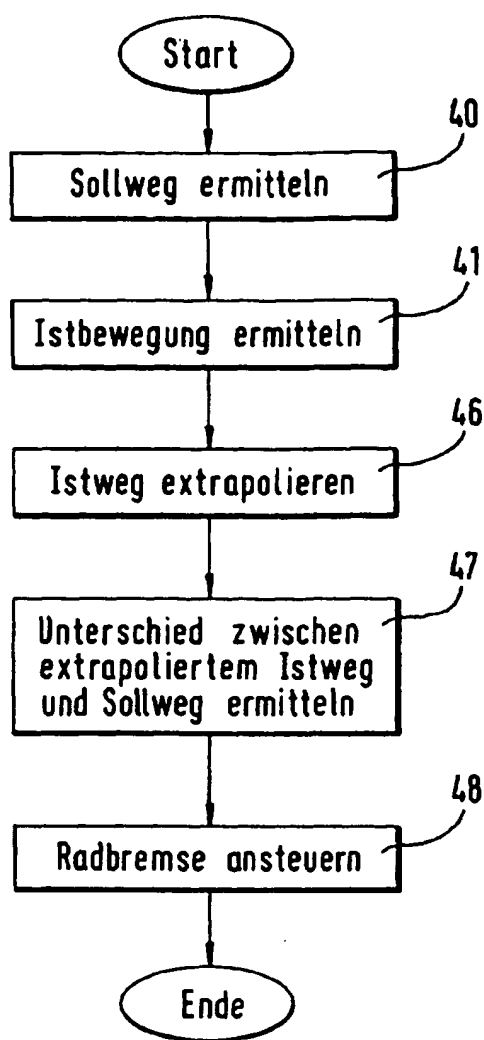 Start
40
Sollweg ermitteln
41
Istbewegung ermitteln
46
Istweg extrapolieren
47
Unterschied zwischen
extrapoliertem Istweg
und Sollweg ermitteln
48
Radbremse ansteuern
Ende